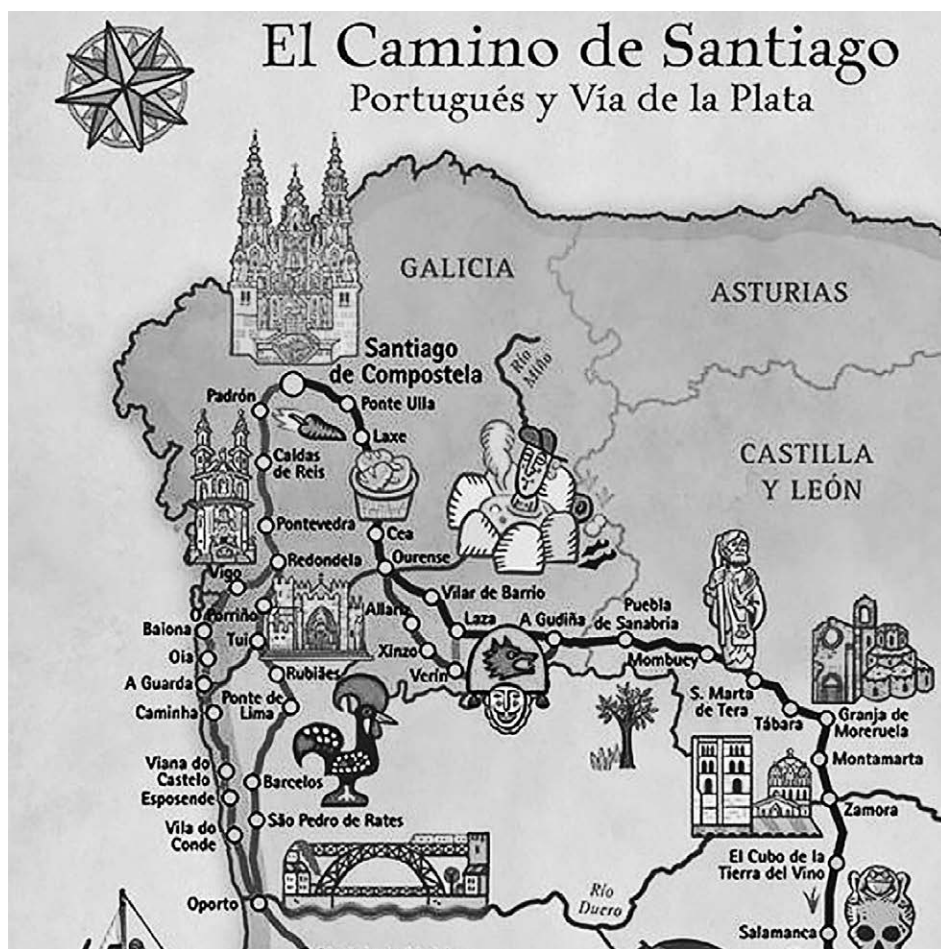 El Camino de Santiago
Portugués y Vía de la Plata
GALICIA
ASTURIAS
Santiago
de Compostela
Río
Miño
Padrón
Ponte Ulla
Laxe
Caldas
de Reis
CASTILLA
Y LEÓN
Pontevedra
Cea
Redondela
Ourense
Vigo
Vilar de Barrio
O Porriño
Allariz
Laza
A Gudiña
Puebla
de Sanabria
Baiona
Tui
Oia
Xinzo
Verín
Mombuey
A Guarda
Rubiães
Ponte de
Lima
S. Marta
de Tera
Caminha
Tábara
Granja de
Moreruela
Viana do
Castelo
Montamarta
Esposende
Barcelos
Zamora
São Pedro de Rates
Vila do
Conde
El Cubo de la
Tierra del Vino
Oporto
Río
Duero
Salamanca